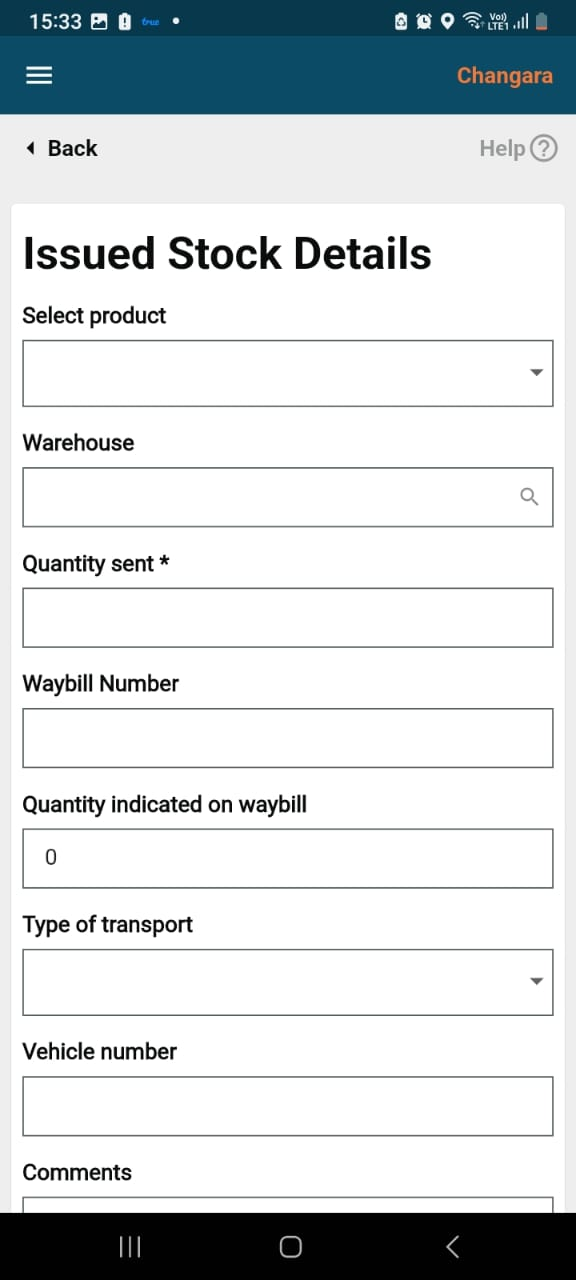 15:33 true
Vo)) LTE1
Changara
Back
Help ?
Issued Stock Details
Select product
Warehouse
Quantity sent *
Waybill Number
Quantity indicated on waybill
0
Type of transport
Vehicle number
Comments